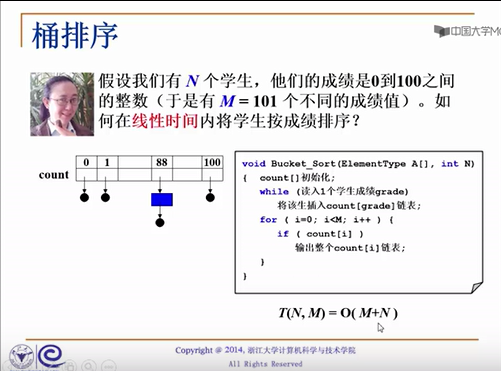 桶排序
中国大学M
假设我们有 N 个学生，他们的成绩是0到100之间
的整数（于是有 M = 101 个不同的成绩值）。如
何在线性时间内将学生按成绩排序？
count
0 1 88 100
void Bucket_Sort(ElementType A[], int N)
{ count[]初始化;
while (读入1个学生成绩grade)
将该生插入count[grade]链表;
for ( i=0; i<M; i++ ) {
if ( count[i] )
输出整个count[i]链表;
}
}
T(N, M) = O( M+N )
Copyright @ 2014, 浙江大学计算机科学与技术学院
All Rights Reserved